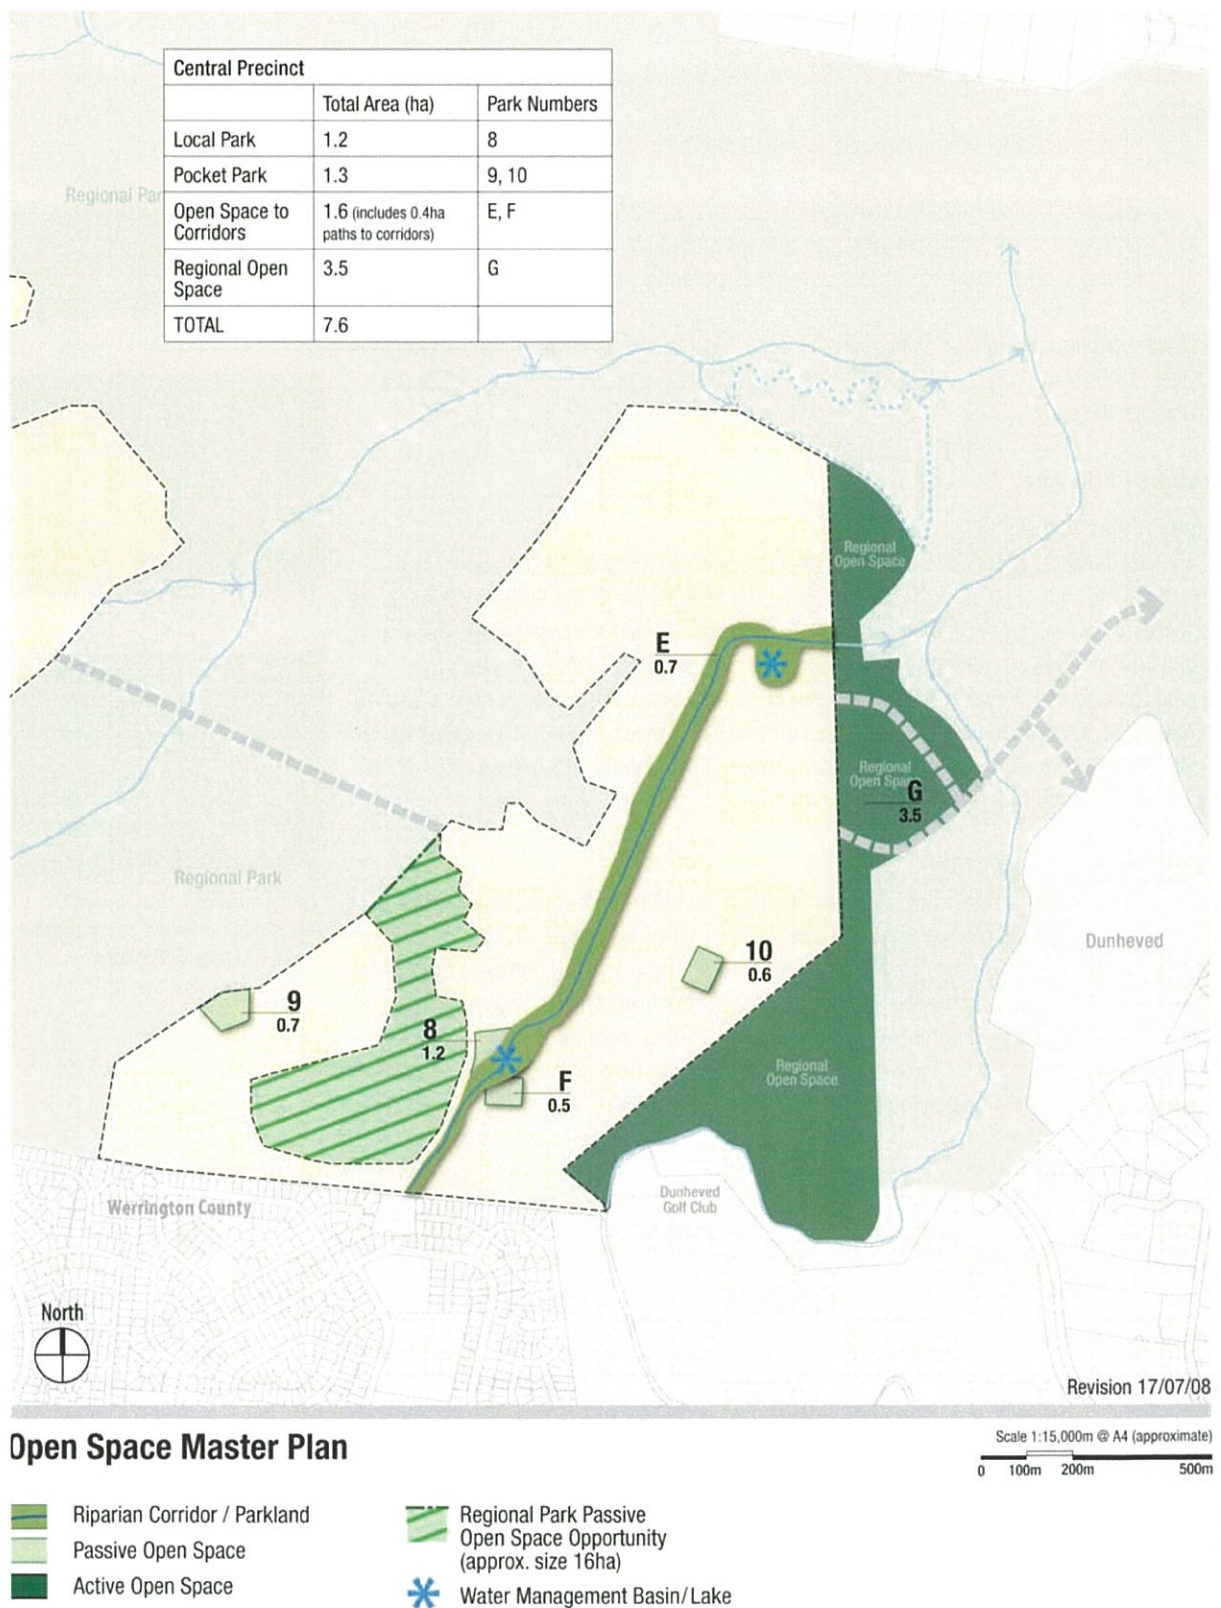 Central Precinct
Total Area (ha) Park Numbers
Local Park 1.2 8
Pocket Park 1.3 9, 10
Open Space to 1.6 (includes 0.4ha E, F
Corridors paths to corridors)
Regional Open 3.5 G
Space
TOTAL 7.6
Regional Par
Regional
Open Space
E
0.7
Regional
Open Spa
G
3.5
Regional Park
Dunheved
10
0.6
9
0.7
8
1.2
F
0.5
Regional
Open Space
Dunheved
Golf Club
Werrington County
North
Revision 17/07/08
Open Space Master Plan
Scale 1:15,000m @ A4 (approximate)
0 100m 200m 500m
Riparian Corridor / Parkland
Passive Open Space
Active Open Space
Regional Park Passive
Open Space Opportunity
(approx. size 16ha)
Water Management Basin/Lake